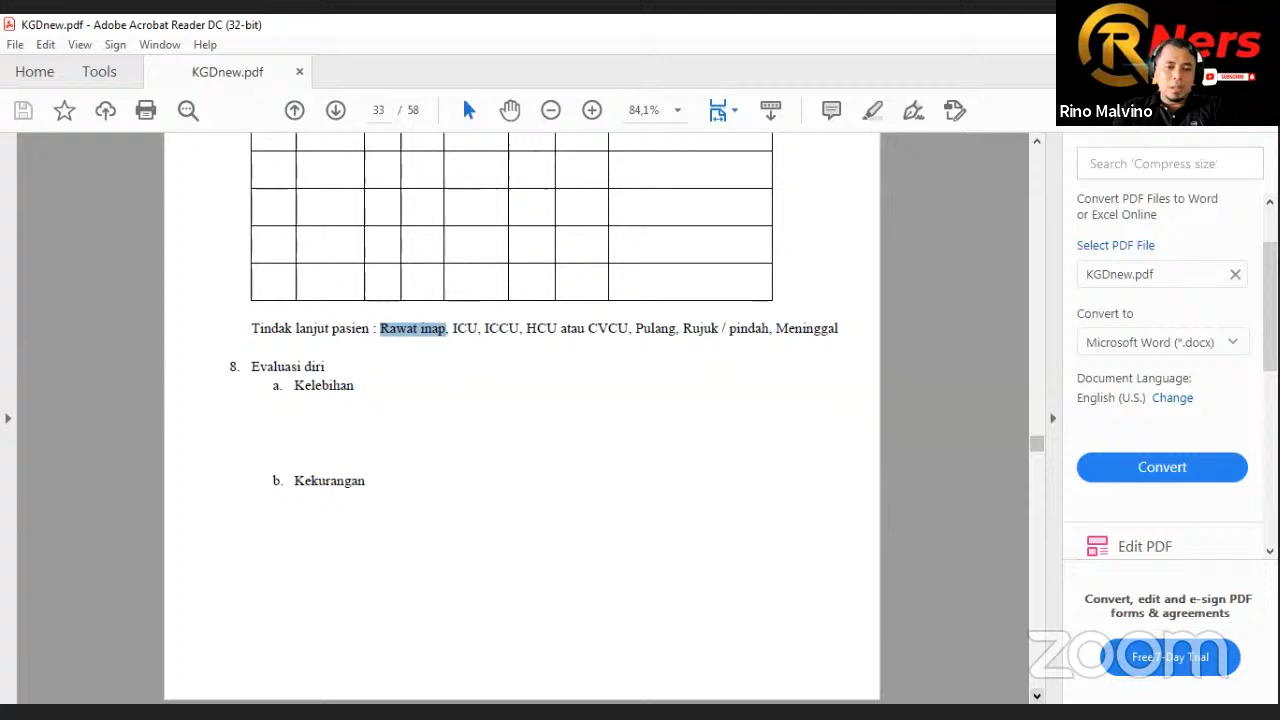 KGDnew.pdf - Adobe Acrobat Reader DC (32-bit)
File Edit View Sign Window Help
Home Tools KGDnew.pdf
33 / 58 84,1%
RNers
SUBSCRIBE
Rino Malvino
Tindak lanjut pasien : Rawat inap, ICU, ICCU, HCU atau CVCU, Pulang, Rujuk / pindah, Meninggal
8. Evaluasi diri
a. Kelebihan
b. Kekurangan
Search 'Compress size'
Convert PDF Files to Word
or Excel Online
Select PDF File
KGDnew.pdf
Convert to
Microsoft Word (*.docx)
Document Language:
English (U.S.) Change
Convert
Edit PDF
Convert, edit and e-sign PDF
forms & agreements
Free 7-Day Trial
zoom